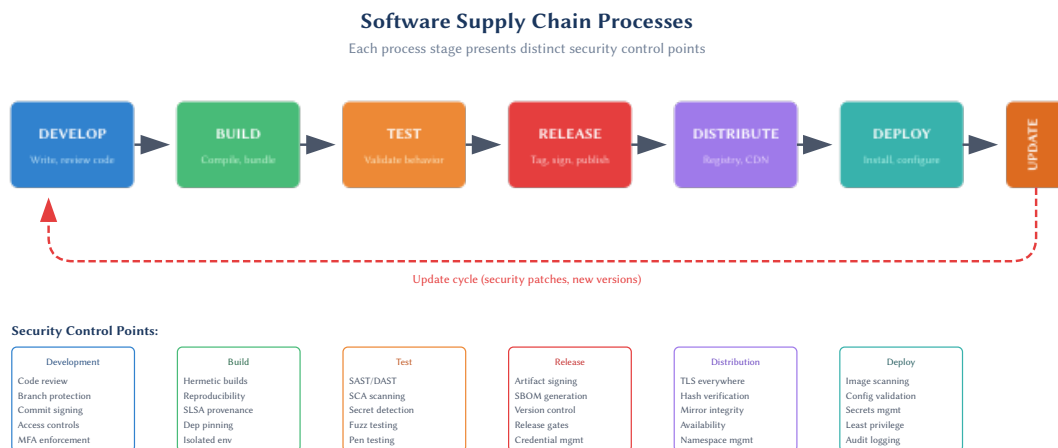 Software Supply Chain Processes
Each process stage presents distinct security control points
DEVELOP
Write, review code
BUILD
Compile, bundle
TEST
Validate behavior
RELEASE
Tag, sign, publish
DISTRIBUTE
Registry, CDN
DEPLOY
Install, configure
UPDATE
Update cycle (security patches, new versions)
Security Control Points:
Development
Code review
Branch protection
Commit signing
Access controls
MFA enforcement
Build
Hermetic builds
Reproducibility
SLSA provenance
Dep pinning
Isolated env
Test
SAST/DAST
SCA scanning
Secret detection
Fuzz testing
Pen testing
Release
Artifact signing
SBOM generation
Version control
Release gates
Credential mgmt
Distribution
TLS everywhere
Hash verification
Mirror integrity
Availability
Namespace mgmt
Deploy
Image scanning
Config validation
Secrets mgmt
Least privilege
Audit logging